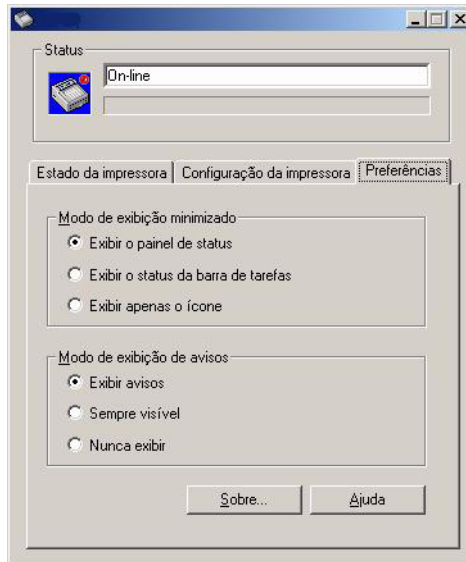 Status
On-line
Estado da impressora
Configuração da impressora
Preferências
Modo de exibição minimizado
Exibir o painel de status
Exibir o status da barra de tarefas
Exibir apenas o ícone
Modo de exibição de avisos
Exibir avisos
Sempre visível
Nunca exibir
Sobre...
Ajuda